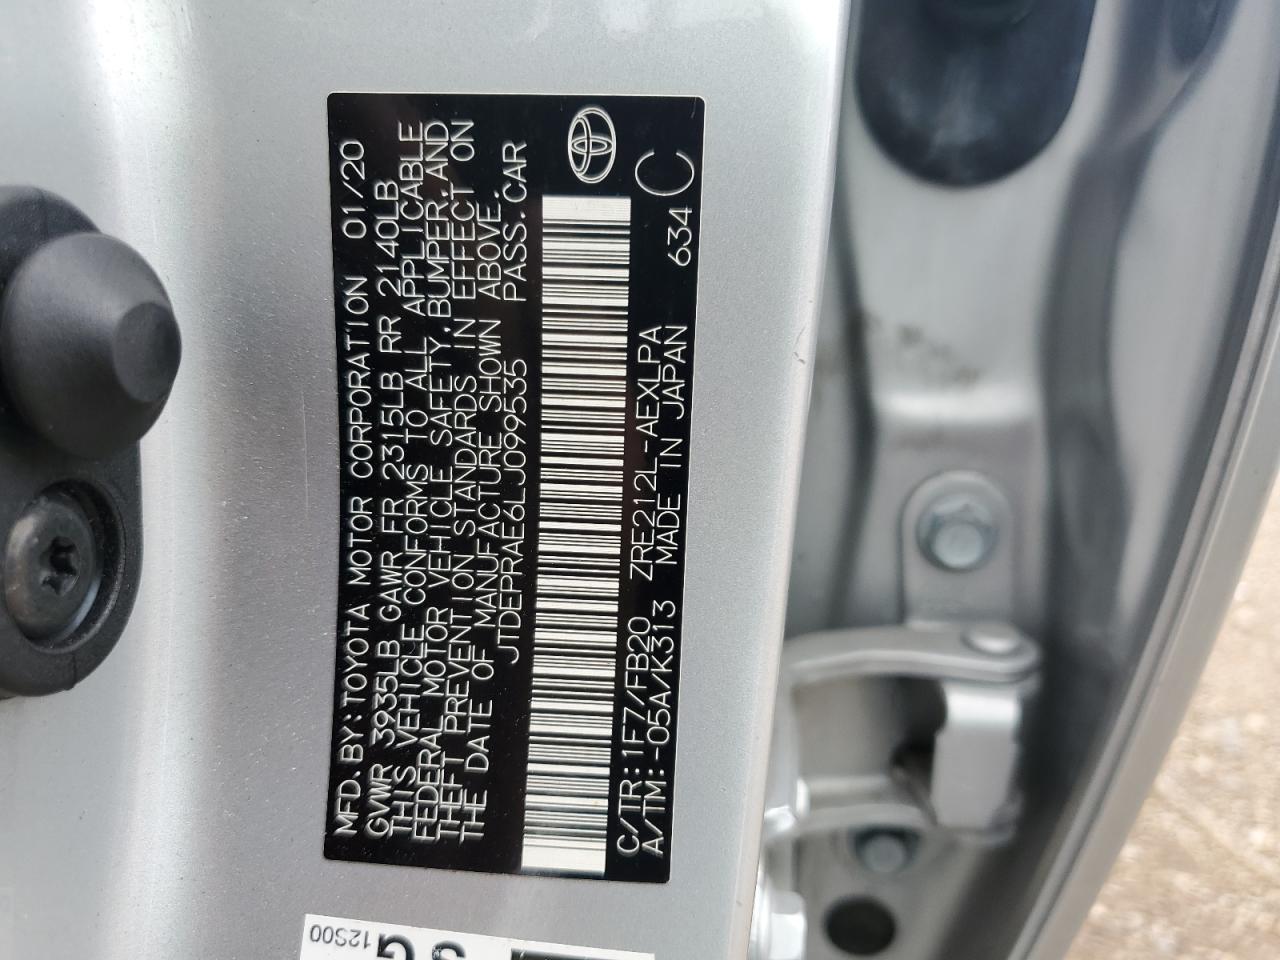 MFD. BY: TOYOTA MOTOR CORPORATION 01/20
GVWR 3935LB GAWR FR 2315LB RR 2140LB
THIS VEHICLE CONFORMS TO ALL APPLICABLE
FEDERAL MOTOR VEHICLE SAFETY, BUMPER, AND
THEFT PREVENTION STANDARDS IN EFFECT ON
THE DATE OF MANUFACTURE SHOWN ABOVE.
JTDEPRAE6LJ099535 PASS. CAR
C/TR: 1F7/FB20 ZRE212L-AEXLPA 634 C
A/TM: -05A/K313 MADE IN JAPAN
12S00